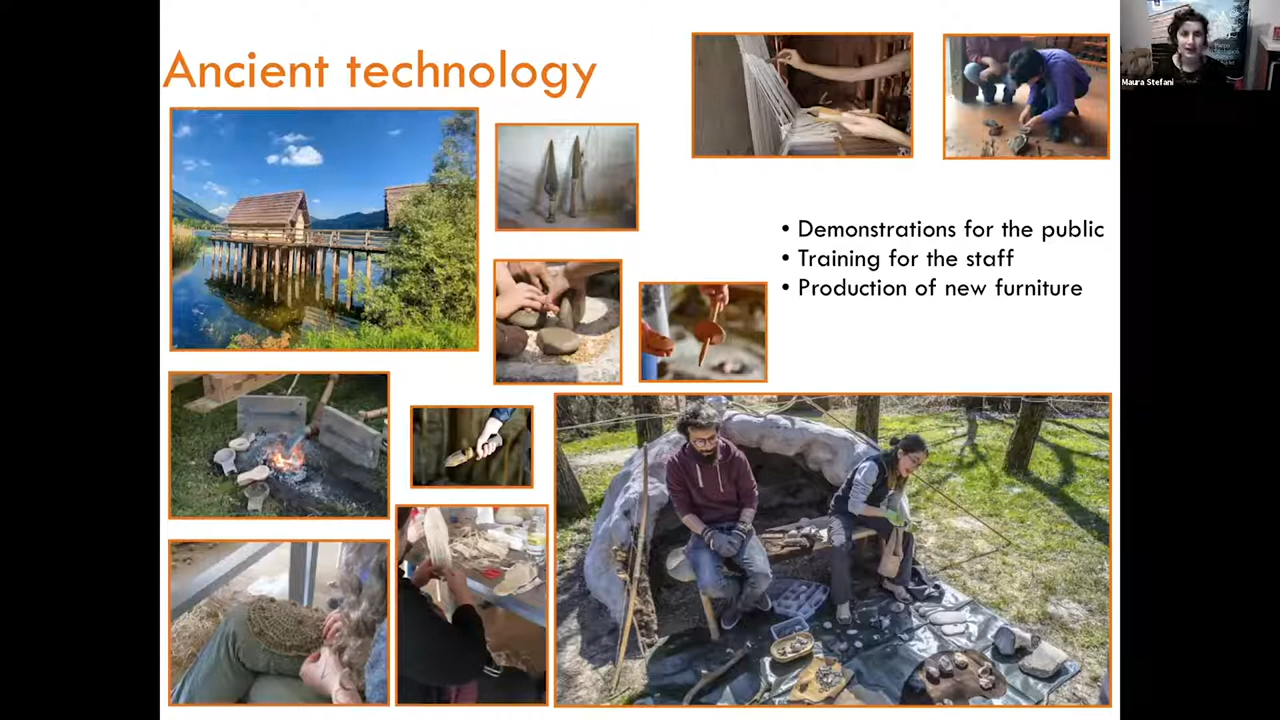 Ancient technology
• Demonstrations for the public
• Training for the staff
• Production of new furniture
Maura Stefani